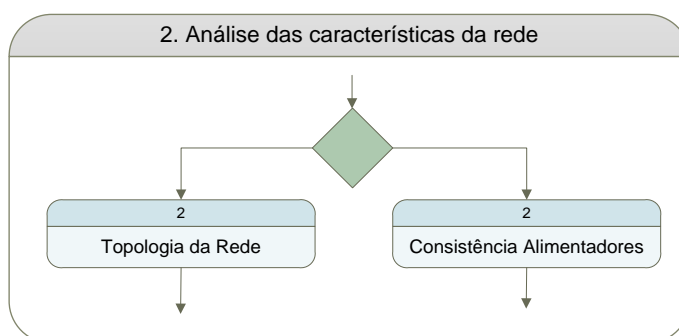 2. Análise das características da rede
2
Topologia da Rede
2
Consistência Alimentadores